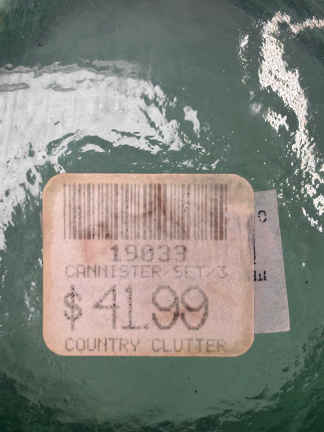 19033
CANNISTER SET/3
$41.99
COUNTRY CLUTTER